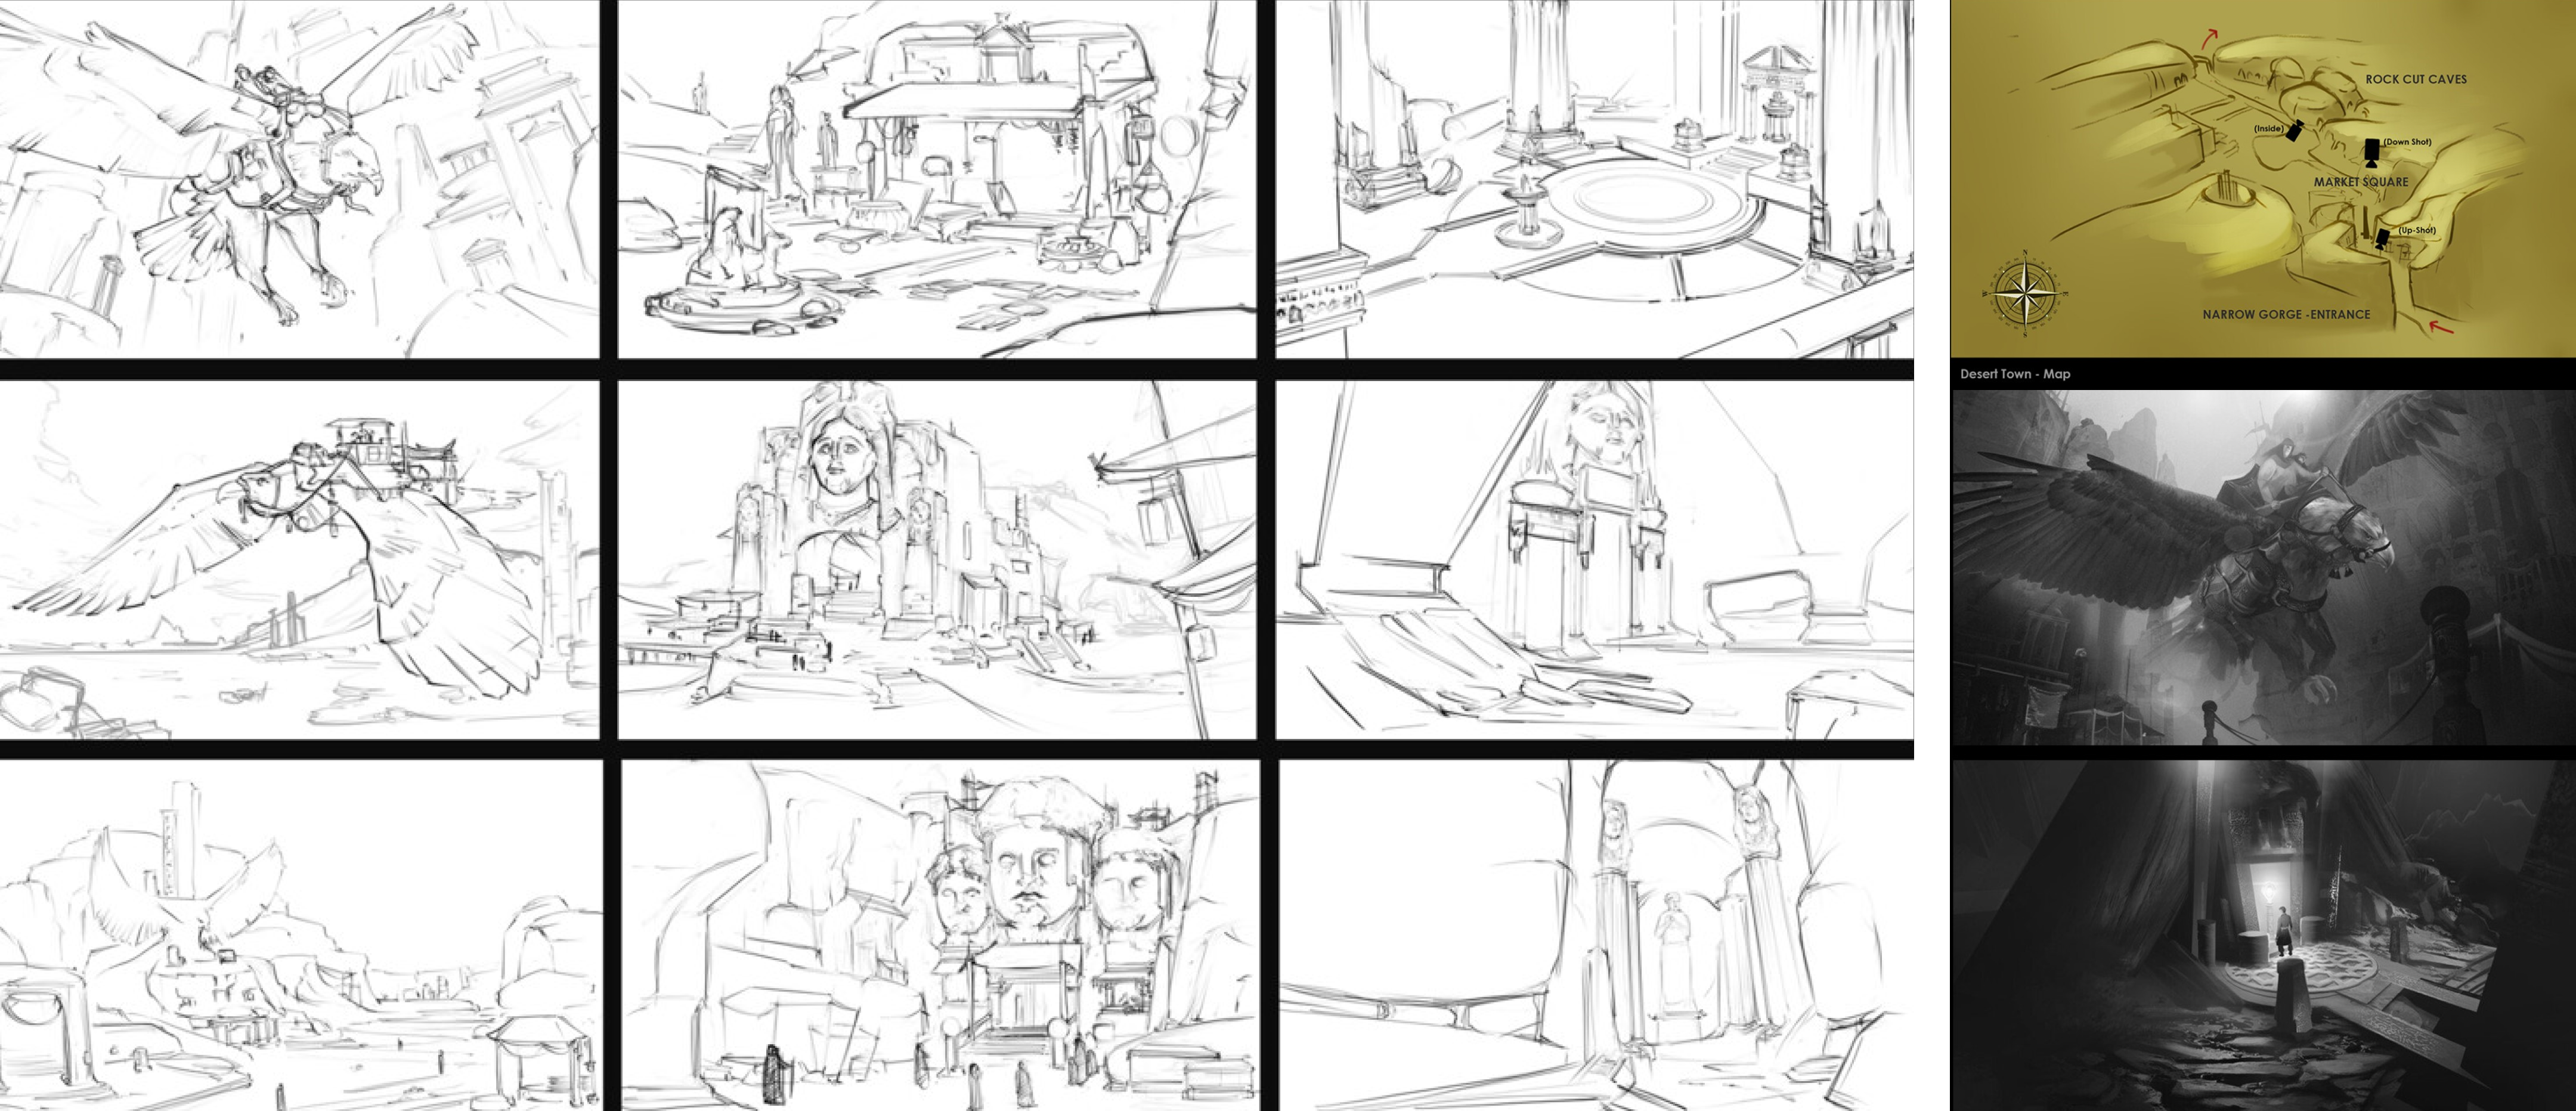 ROCK CUT CAVES
(Inside)
(Down Shot)
MARKET SQUARE
(Up-Shot)
NARROW GORGE -ENTRANCE
Desert Town - Map